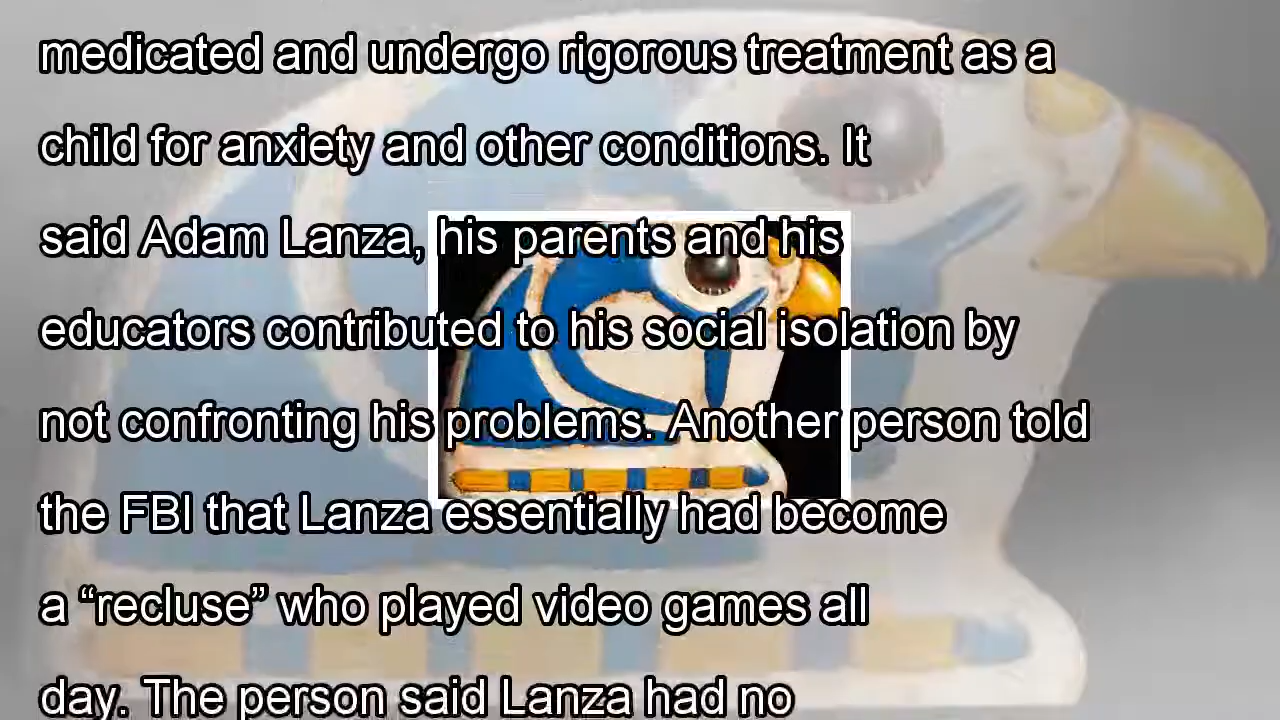 medicated and undergo rigorous treatment as a
child for anxiety and other conditions. It
said Adam Lanza, his parents and his
educators contributed to his social isolation by
not confronting his problems. Another person told
the FBI that Lanza essentially had become
a “recluse” who played video games all
day. The person said Lanza had no